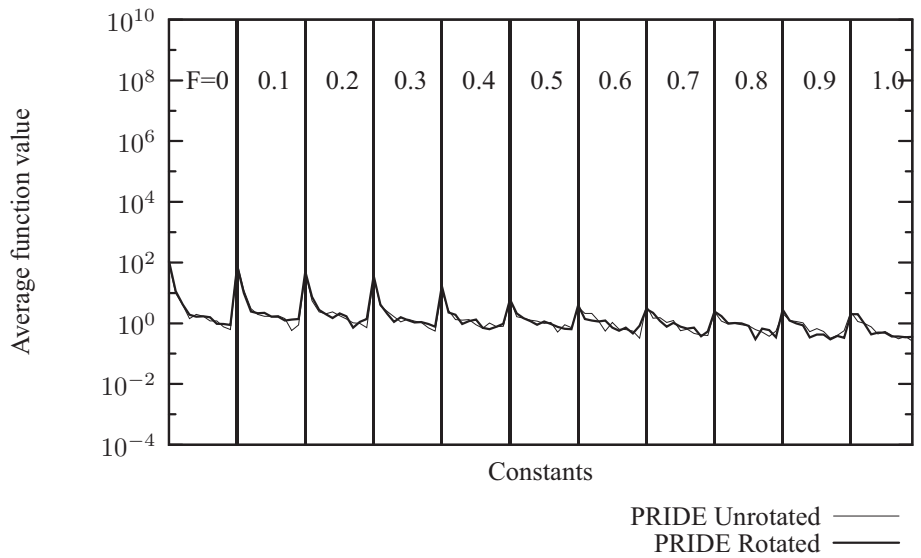 10^10
F=0 0.1 0.2 0.3 0.4 0.5 0.6 0.7 0.8 0.9 1.0
10^8
10^6
10^4
10^2
10^0
10^−2
10^−4
Average function value
Constants
PRIDE Unrotated
PRIDE Rotated